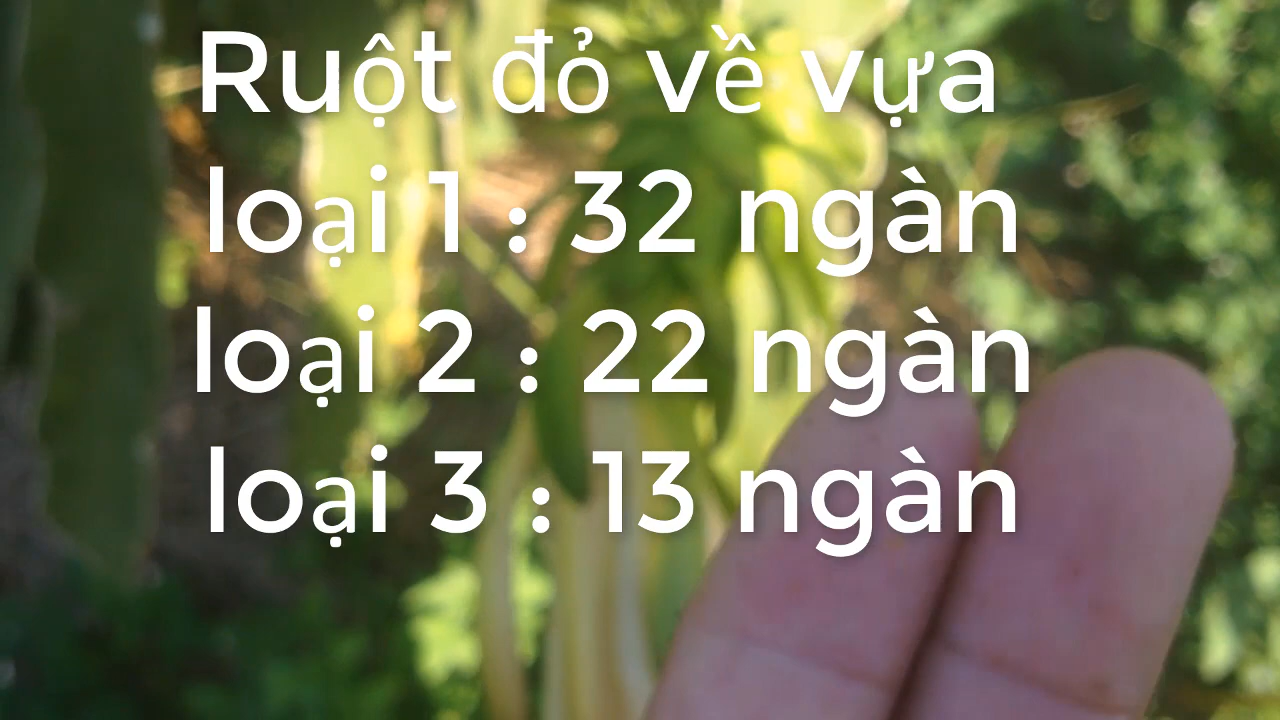 Ruột đỏ về vựa
loại 1 : 32 ngàn
loại 2 : 22 ngàn
loại 3 : 13 ngàn